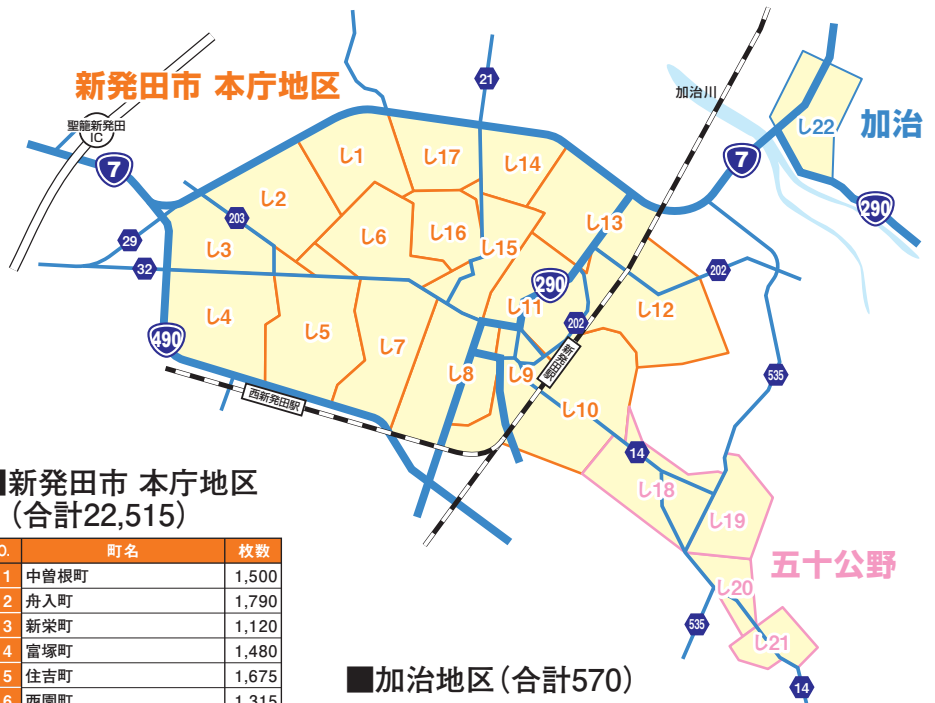 新発田市 本庁地区
聖籠新発田
IC
7
21
加治川
し22
加治
7
290
し1
し17
し14
し2
203
し3
29
32
し6
し16
し15
し13
290
202
し12
し11
202
し4
490
し5
し7
し8
し9
新発田駅
535
西新発田駅
し10
14
し18
し19
五十公野
し20
535
し21
14
■新発田市 本庁地区
(合計22,515)
O. 町名 枚数
1 中曽根町 1,500
2 舟入町 1,790
3 新栄町 1,120
4 富塚町 1,480
5 住吉町 1,675
6 西園町 1,315
■加治地区(合計570)